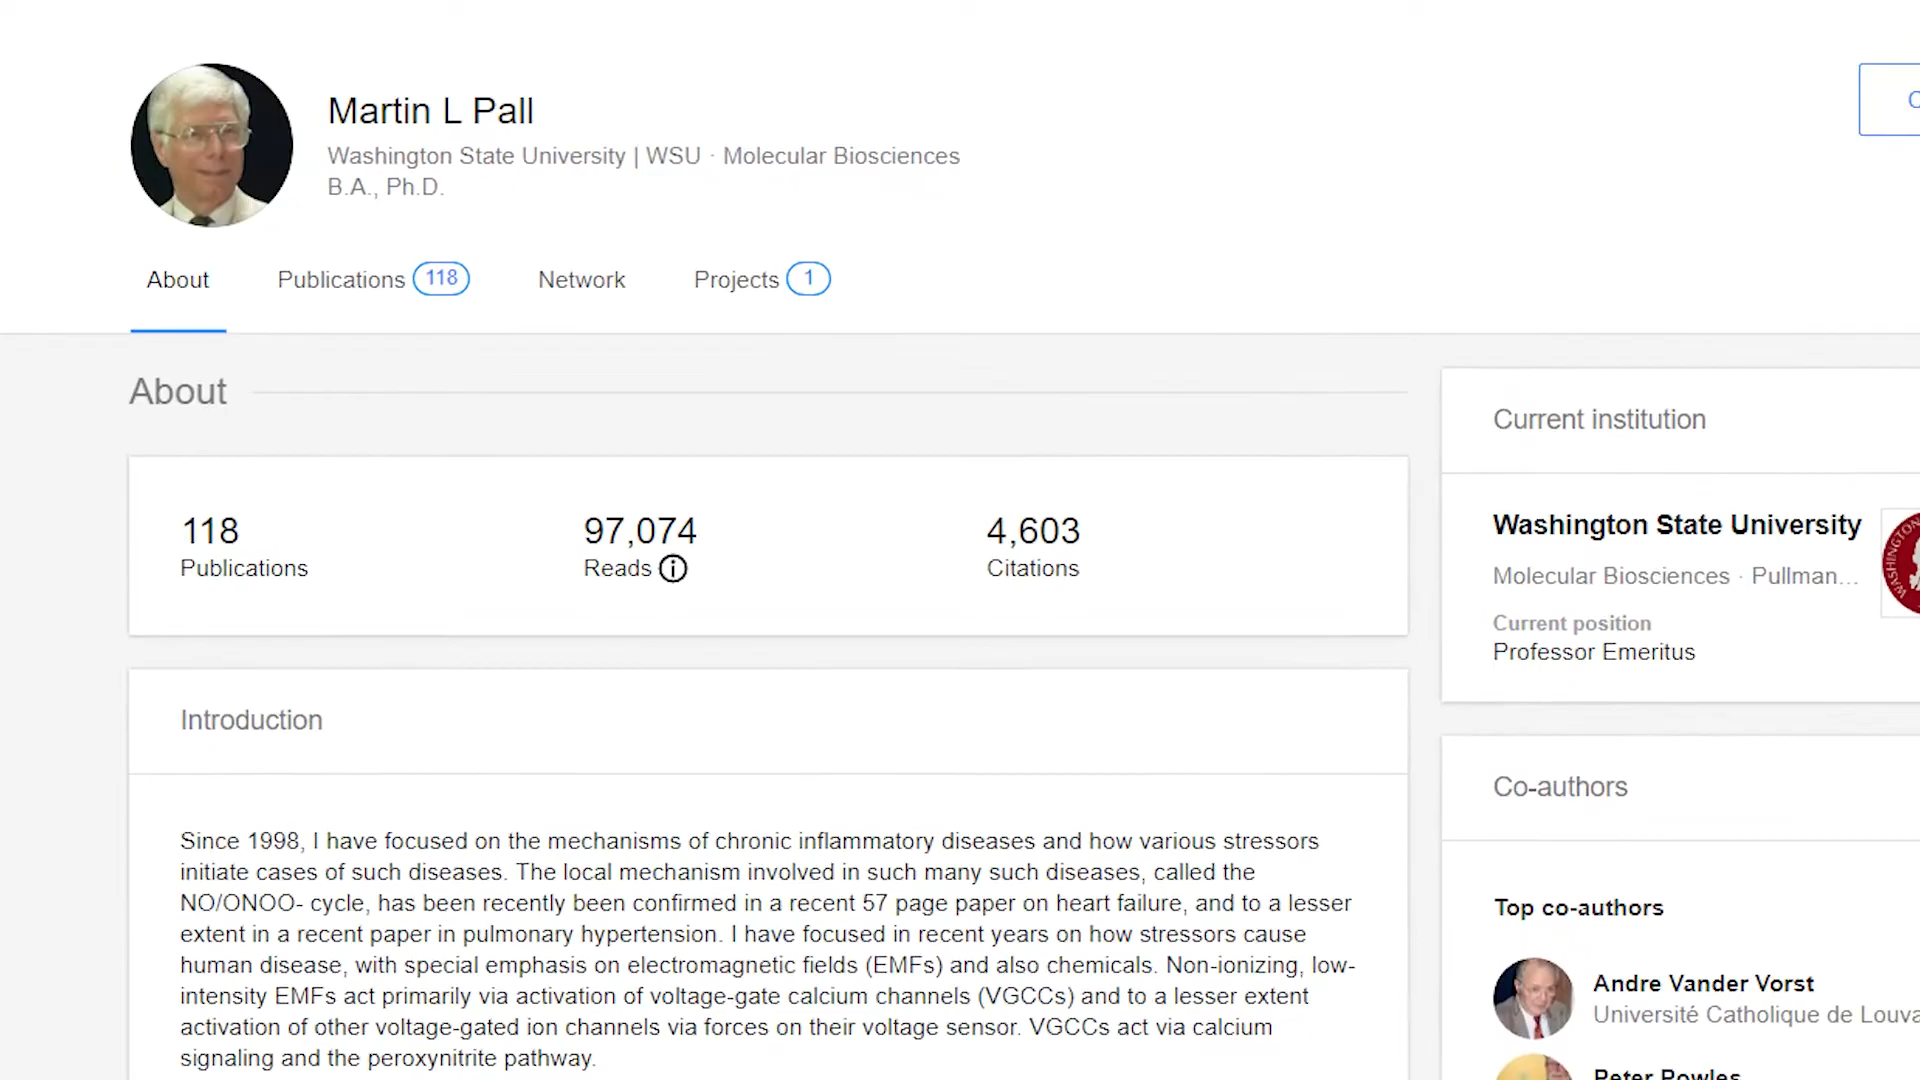 Martin L Pall
Washington State University | WSU · Molecular Biosciences
B.A., Ph.D.
About
Publications 118
Network
Projects 1
About
118
Publications
97,074
Reads
4,603
Citations
Introduction
Since 1998, I have focused on the mechanisms of chronic inflammatory diseases and how various stressors
initiate cases of such diseases. The local mechanism involved in such many such diseases, called the
NO/ONOO- cycle, has been recently been confirmed in a recent 57 page paper on heart failure, and to a lesser
extent in a recent paper in pulmonary hypertension. I have focused in recent years on how stressors cause
human disease, with special emphasis on electromagnetic fields (EMFs) and also chemicals. Non-ionizing, low-
intensity EMFs act primarily via activation of voltage-gate calcium channels (VGCCs) and to a lesser extent
activation of other voltage-gated ion channels via forces on their voltage sensor. VGCCs act via calcium
signaling and the peroxynitrite pathway.
Current institution
Washington State University
Molecular Biosciences · Pullman...
Current position
Professor Emeritus
Co-authors
Top co-authors
Andre Vander Vorst
Université Catholique de Louva
Peter Powles